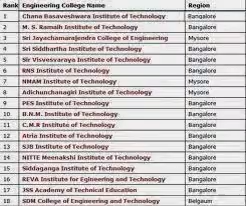 Rank Engineering College Name Region
1 Chana Basaveshwara Institute of Technology Bangalore
2 M. S. Ramaih Institute of Technology Bangalore
3 Sri Jayachamarajendra College of Engineering Mysore
4 Sri Siddhartha Institute of Technology Bangalore
5 Sir Visvesvaraya Institute of Technology Bangalore
6 RNS Institute of Technology Bangalore
7 NMAM Institute of Technology Mysore
8 Adichunchanagiri Institute of Technology Mysore
9 PES Institute of Technology Bangalore
10 B.N.M. Institute of Technology Bangalore
11 C.M.R Institute of Technology Bangalore
12 Atria Institute of Technology Bangalore
13 SJB Institute of Technology Bangalore
14 NITTE Meenakshi Institute of Technology Bangalore
15 Siddaganga Institute of Technology Bangalore
16 REVA Institute for Egineering and Technology Bangalore
17 JSS Academy of Technical Education Bangalore
18 SDM College of Engineering and Technology Belgaum